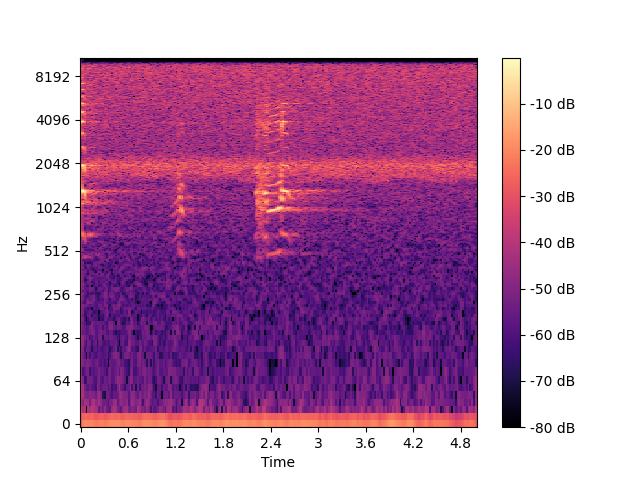 8192
4096
2048
1024
512
256
128
64
0
Hz
0 0.6 1.2 1.8 2.4 3 3.6 4.2 4.8
Time
-10 dB
-20 dB
-30 dB
-40 dB
-50 dB
-60 dB
-70 dB
-80 dB